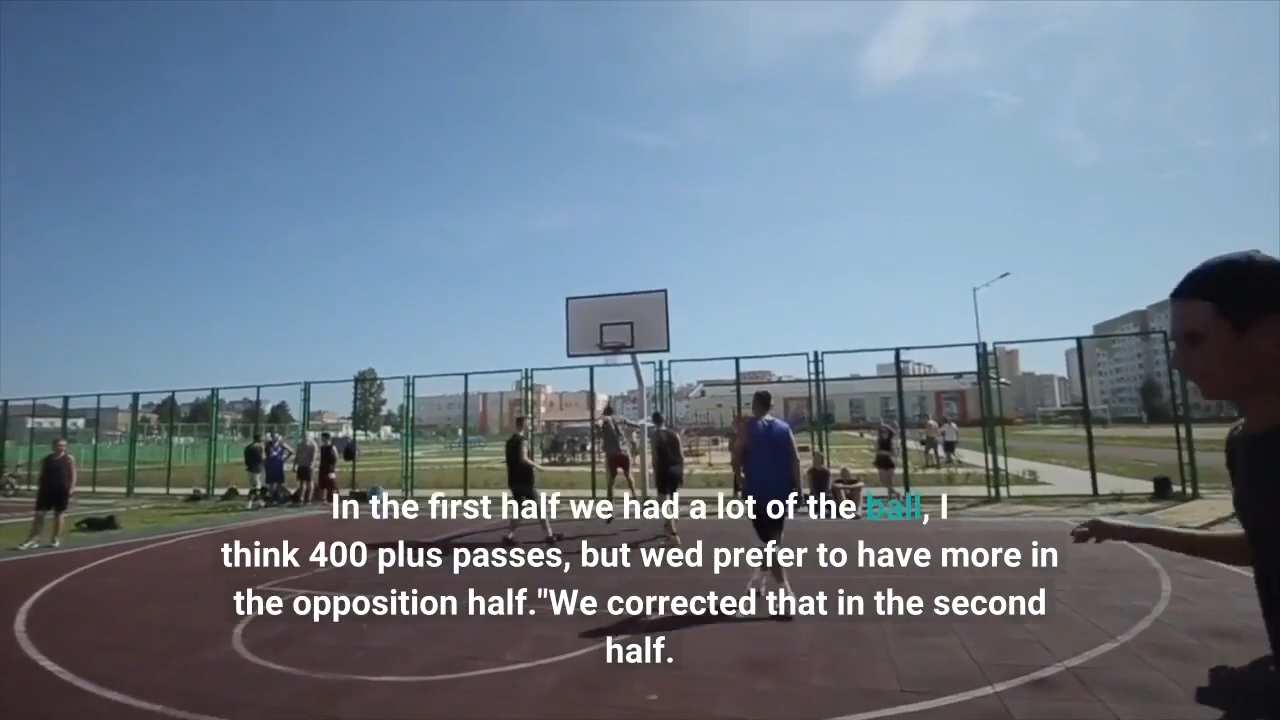 In the first half we had a lot of the ball, I
think 400 plus passes, but wed prefer to have more in
the opposition half."We corrected that in the second
half.